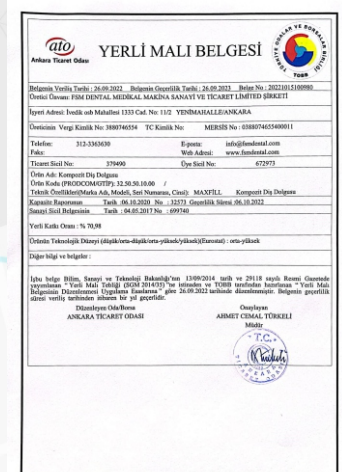 ato
Ankara Ticaret Odası
YERLİ MALI BELGESİ
TÜRKİYE ODALAR VE BORSALAR BİRLİĞİ
TOBB
Belgenin Veriliş Tarihi : 26.09.2022 Belgenin Geçerlilik Tarihi : 26.09.2023 Belge No : 20221015100980
Üretici Ünvanı: FSM DENTAL MEDİKAL MAKİNA SANAYİ VE TİCARET LİMİTED ŞİRKETİ
İşyeri Adresi: İvedik osb Mahallesi 1333 Cad. No: 11/2 YENİMAHALLE/ANKARA
Üreticinin Vergi Kimlik No: 3880746554 TC Kimlik No: MERSİS No : 0388074655400011
Telefon: 312-3363630 E-posta: info@fsmdental.com
Faks: Web Adresi: www.fsmdental.com
Ticaret Sicil No: 379490 Üye Sicil No: 672973
Ürün Adı: Kompozit Diş Dolgusu
Ürün Kodu (PRODCOM/GTİP): 32.50.50.10.00 /
Teknik Özellikleri(Marka Adı, Modeli, Seri Numarası, Cinsi): MAXFİLL Kompozit Diş Dolgusu
Kapasite Raporunun Tarih :06.10.2020 No : 32573 Geçerlilik Süresi :06.10.2022
Sanayi Sicil Belgesinin Tarih : 04.05.2017 No : 699740
Yerli Katkı Oranı : % 70,98
Ürünün Teknolojik Düzeyi (düşük/orta-düşük/orta-yüksek/yüksek)(Eurostat) : orta-yüksek
Diğer bilgi ve belgeler :
İşbu belge Bilim, Sanayi ve Teknoloji Bakanlığı'nın 13/09/2014 tarih ve 29118 sayılı Resmi Gazetede
yayımlanan " Yerli Malı Tebliği (SGM 2014/35) "ne istinaden ve TOBB tarafından hazırlanan " Yerli Malı
Belgesinin Düzenlenmesi Uygulama Esaslarına " göre 26.09.2022 tarihinde düzenlenmiştir. Belgenin geçerlilik
süresi veriliş tarihinden itibaren bir yıl geçerlidir.
Düzenleyen Oda/Borsa Onaylayan
ANKARA TİCARET ODASI AHMET CEMAL TÜRKELİ
Müdür
T.C.